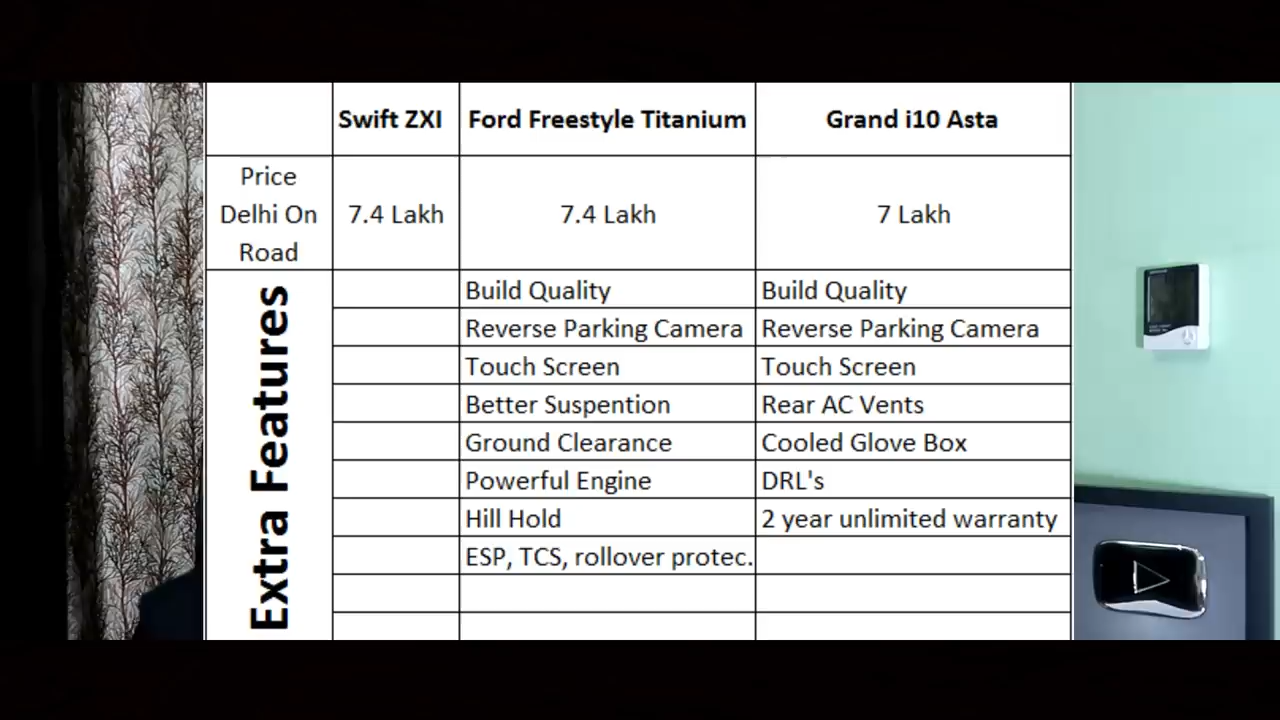 Swift ZXI Ford Freestyle Titanium Grand i10 Asta
Price
Delhi On
Road
7.4 Lakh 7.4 Lakh 7 Lakh
Extra Features
Build Quality Build Quality
Reverse Parking Camera Reverse Parking Camera
Touch Screen Touch Screen
Better Suspention Rear AC Vents
Ground Clearance Cooled Glove Box
Powerful Engine DRL's
Hill Hold 2 year unlimited warranty
ESP, TCS, rollover protec.